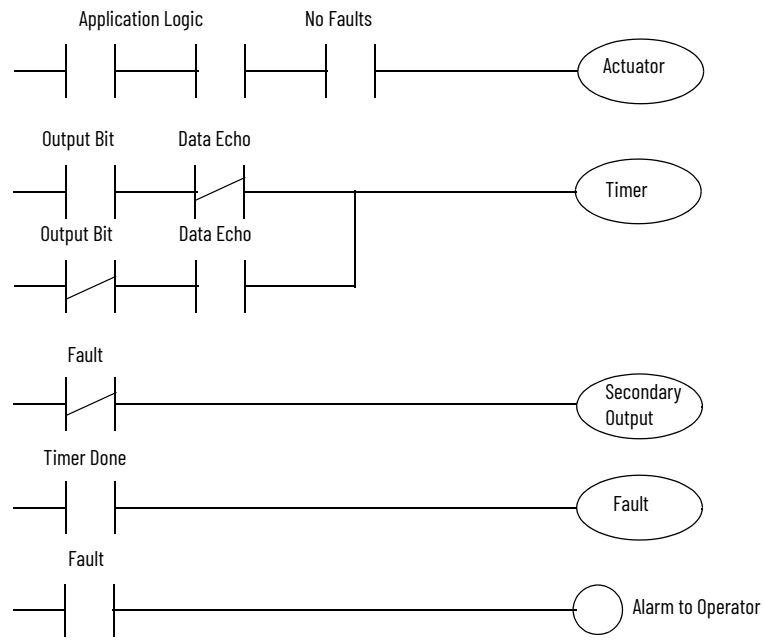 Application Logic No Faults
Actuator
Output Bit Data Echo
Timer
Output Bit Data Echo
Fault
Secondary
Output
Timer Done
Fault
Fault
Alarm to Operator